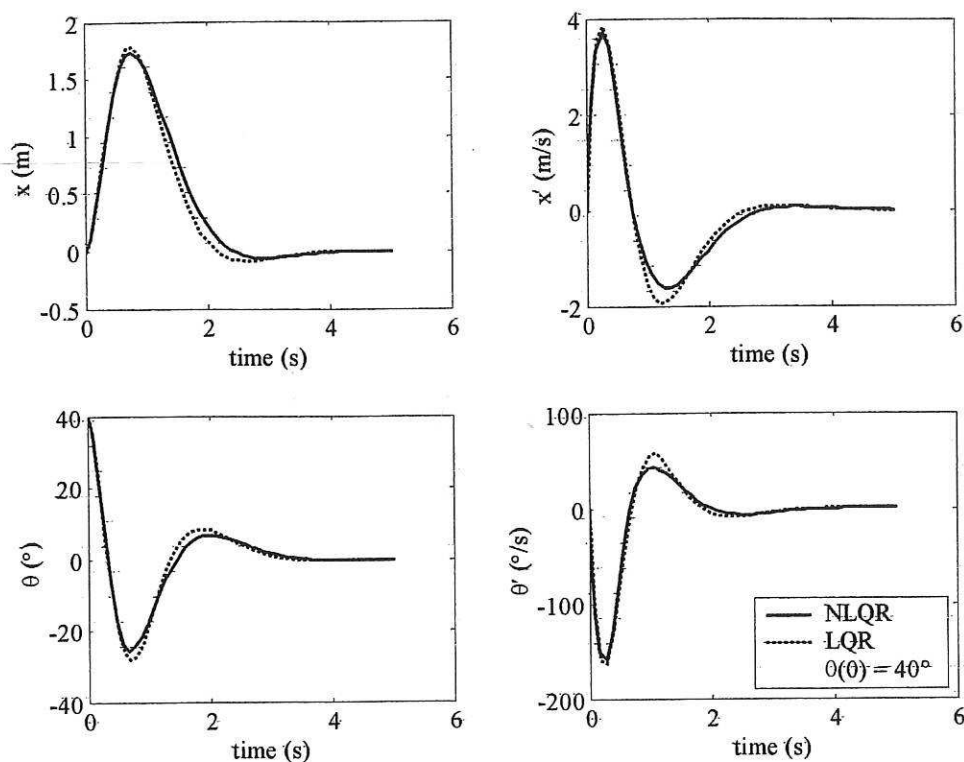 2
1.5
1
0.5
0
-0.5
x (m)
0 2 4 6
time (s)
4
2
0
-2
x' (m/s)
0 2 4 6
time (s)
40
20
0
-20
-40
θ (°)
0 2 4 6
time (s)
100
0
-100
-200
θ' (°/s)
0 2 4 6
time (s)
NLQR
LQR
θ(0) = 40°